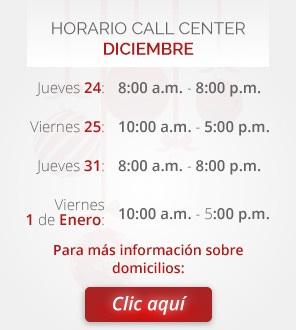 HORARIO CALL CENTER
DICIEMBRE
Jueves 24: 8:00 a.m. - 8:00 p.m.
Viernes 25: 10:00 a.m. - 5:00 p.m.
Jueves 31: 8:00 a.m. - 8:00 p.m.
Viernes
1 de Enero: 10:00 a.m. - 5:00 p.m.
Para más información sobre
domicilios:
Clic aquí